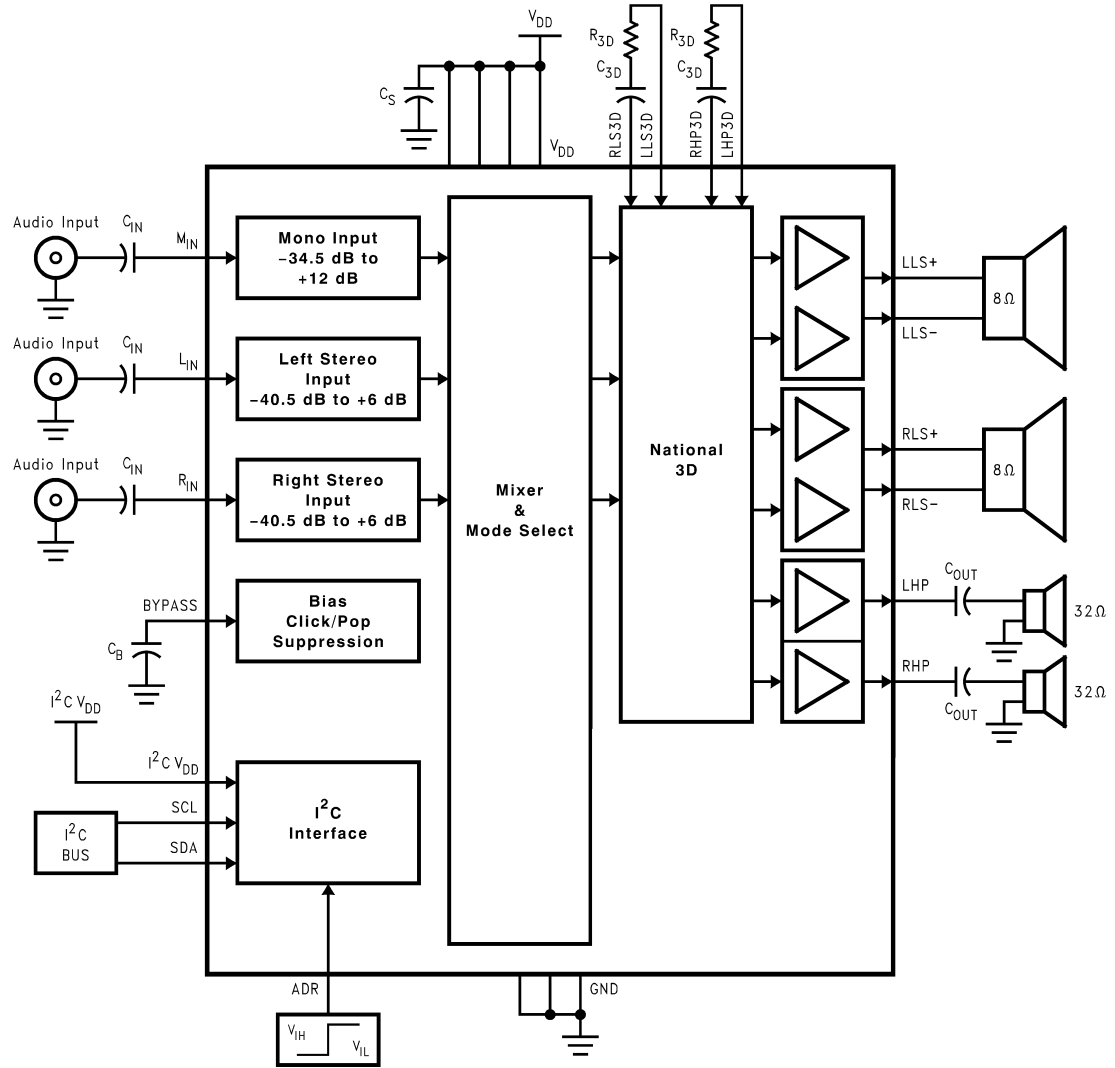 V_DD
R_3D
R_3D
C_3D
C_3D
C_S
RLS3D
LLS3D
RHP3D
LHP3D
V_DD
Audio Input
C_IN
M_IN
Mono Input
−34.5 dB to
+12 dB
LLS+
8Ω
LLS−
Audio Input
C_IN
L_IN
Left Stereo
Input
−40.5 dB to +6 dB
Audio Input
C_IN
R_IN
Right Stereo
Input
−40.5 dB to +6 dB
Mixer
&
Mode Select
National
3D
RLS+
8Ω
RLS−
BYPASS
C_B
Bias
Click/Pop
Suppression
LHP
C_OUT
32Ω
RHP
C_OUT
32Ω
I²C V_DD
I²C V_DD
SCL
SDA
I²C
BUS
I²C
Interface
ADR
V_IH
V_IL
GND